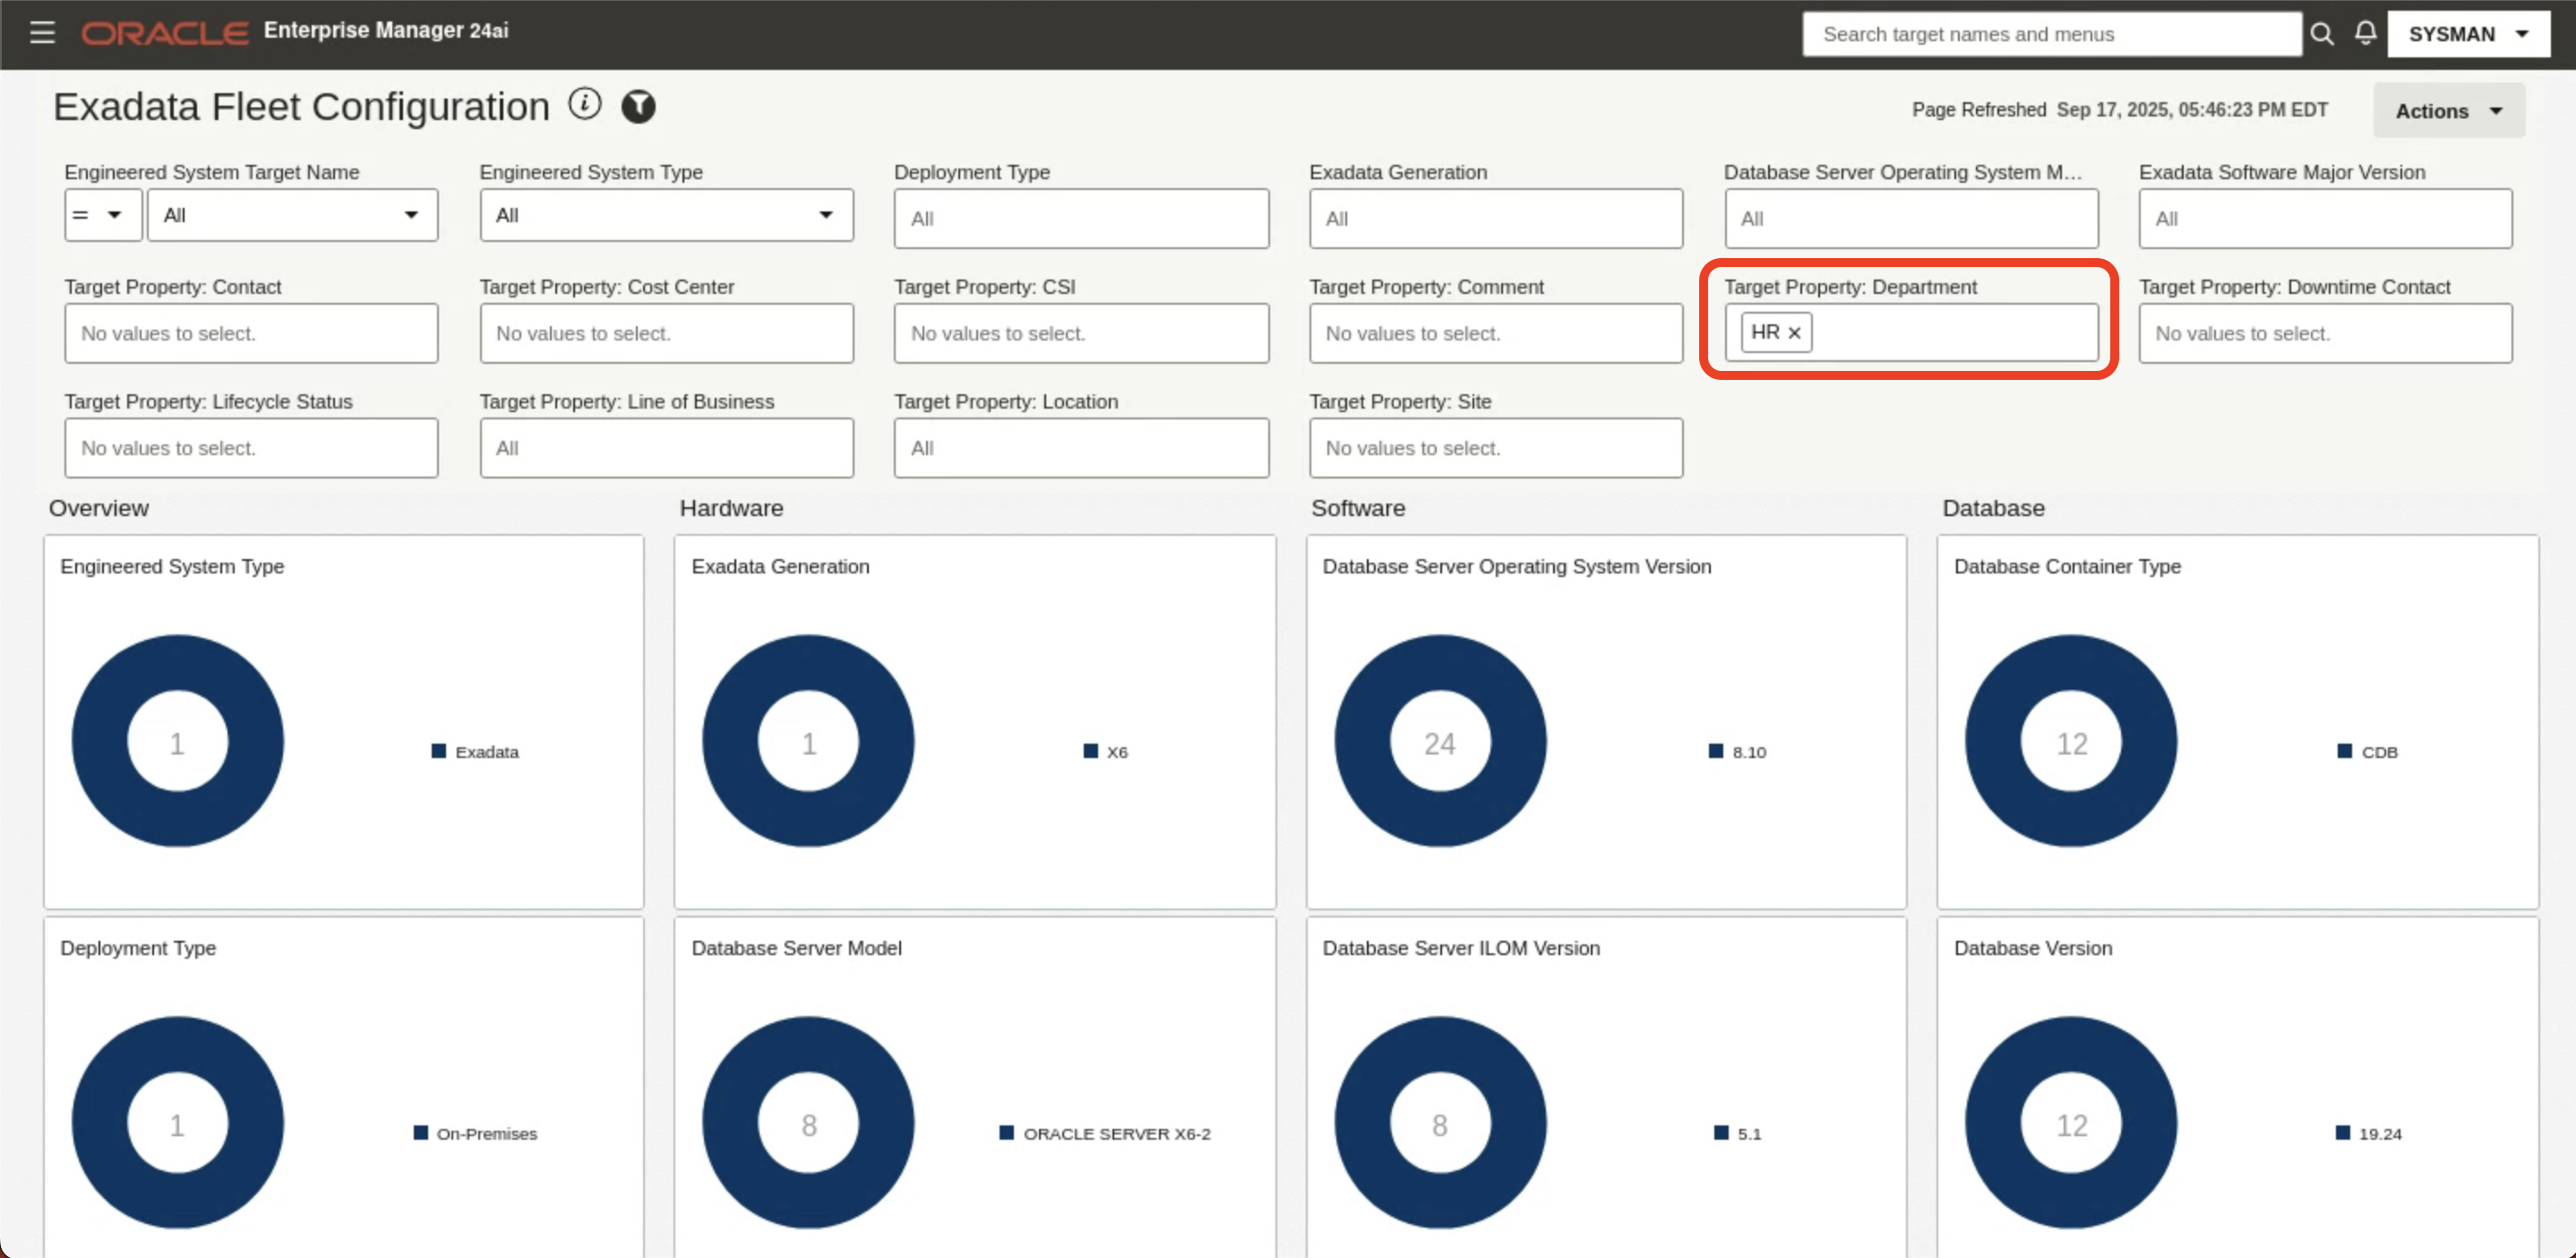 ORACLE Enterprise Manager 24ai
Search target names and menus
SYSMAN
Exadata Fleet Configuration
Page Refreshed Sep 17, 2025, 05:46:23 PM EDT
Actions
Engineered System Target Name
Engineered System Type
Deployment Type
Exadata Generation
Database Server Operating System M...
Exadata Software Major Version
=
All
All
All
All
All
All
Target Property: Contact
Target Property: Cost Center
Target Property: CSI
Target Property: Comment
Target Property: Department
Target Property: Downtime Contact
No values to select.
No values to select.
No values to select.
No values to select.
HR ×
No values to select.
Target Property: Lifecycle Status
Target Property: Line of Business
Target Property: Location
Target Property: Site
No values to select.
All
All
No values to select.
Overview
Hardware
Software
Database
Engineered System Type
Exadata Generation
Database Server Operating System Version
Database Container Type
1
Exadata
1
X6
24
8.10
12
CDB
Deployment Type
Database Server Model
Database Server ILOM Version
Database Version
1
On-Premises
8
ORACLE SERVER X6-2
8
5.1
12
19.24